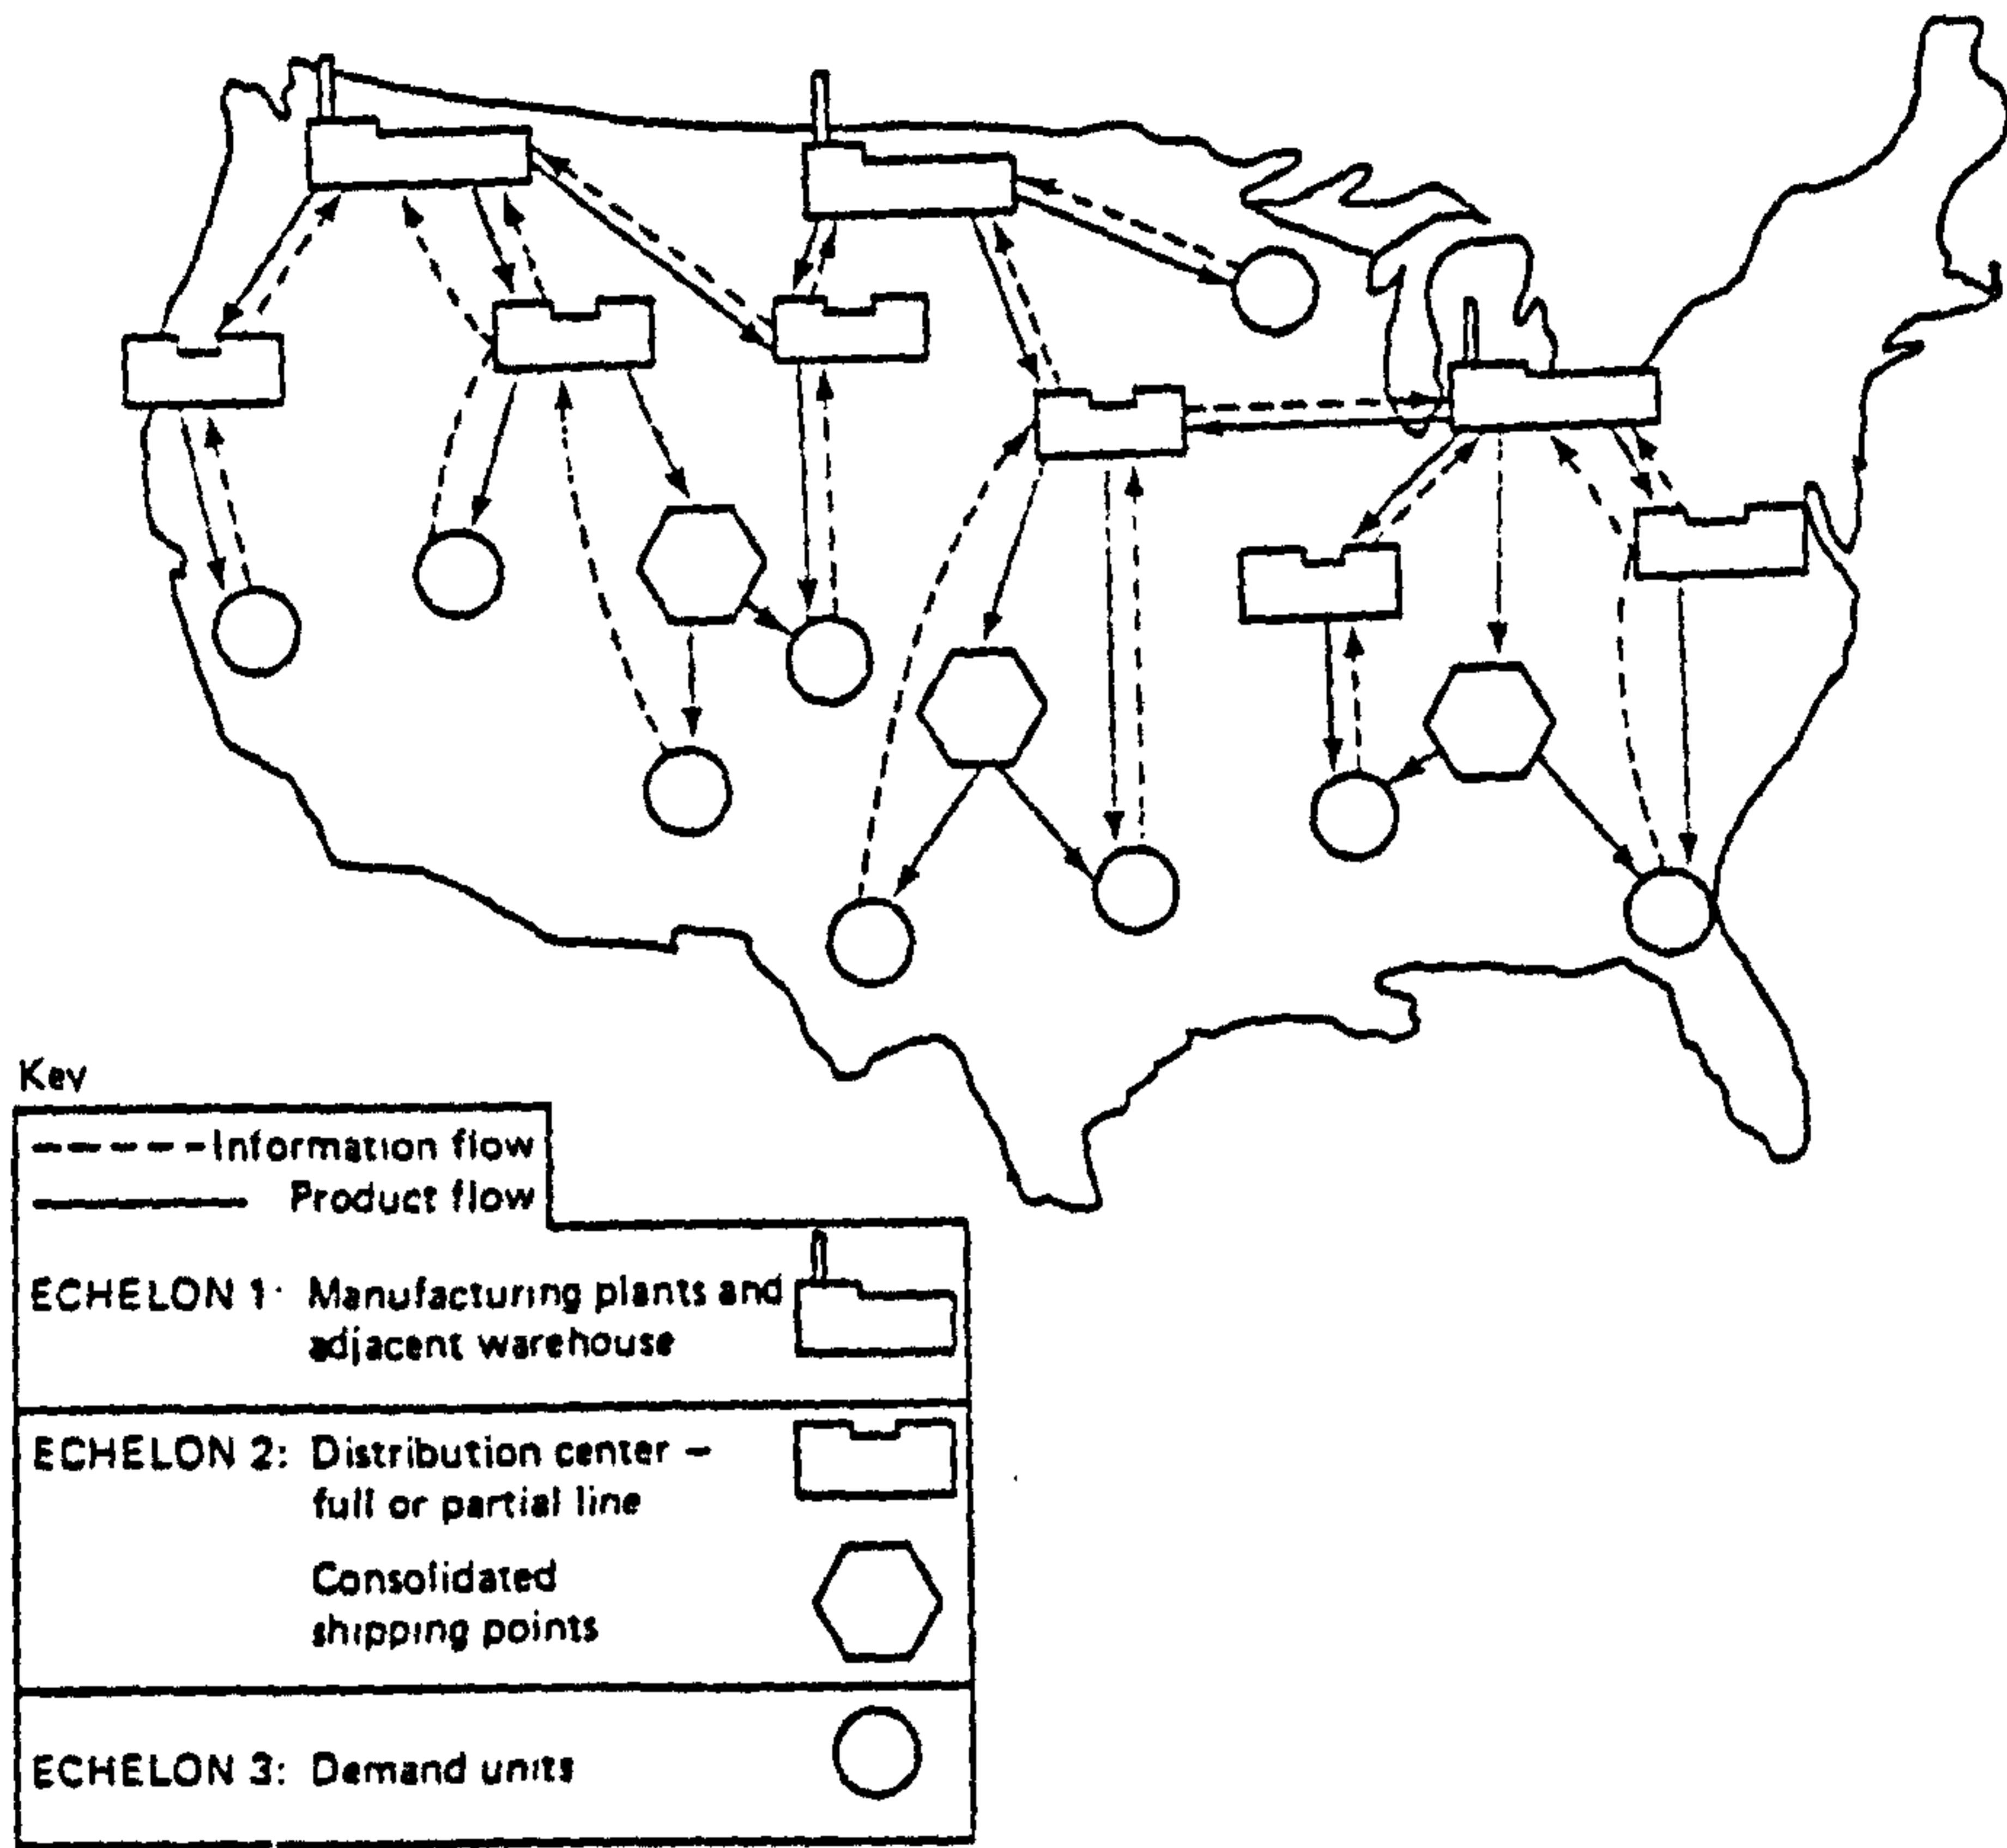 Key
Information flow
Product flow
ECHELON 1: Manufacturing plants and
adjacent warehouse
ECHELON 2: Distribution center –
full or partial line
Consolidated
shipping points
ECHELON 3: Demand units